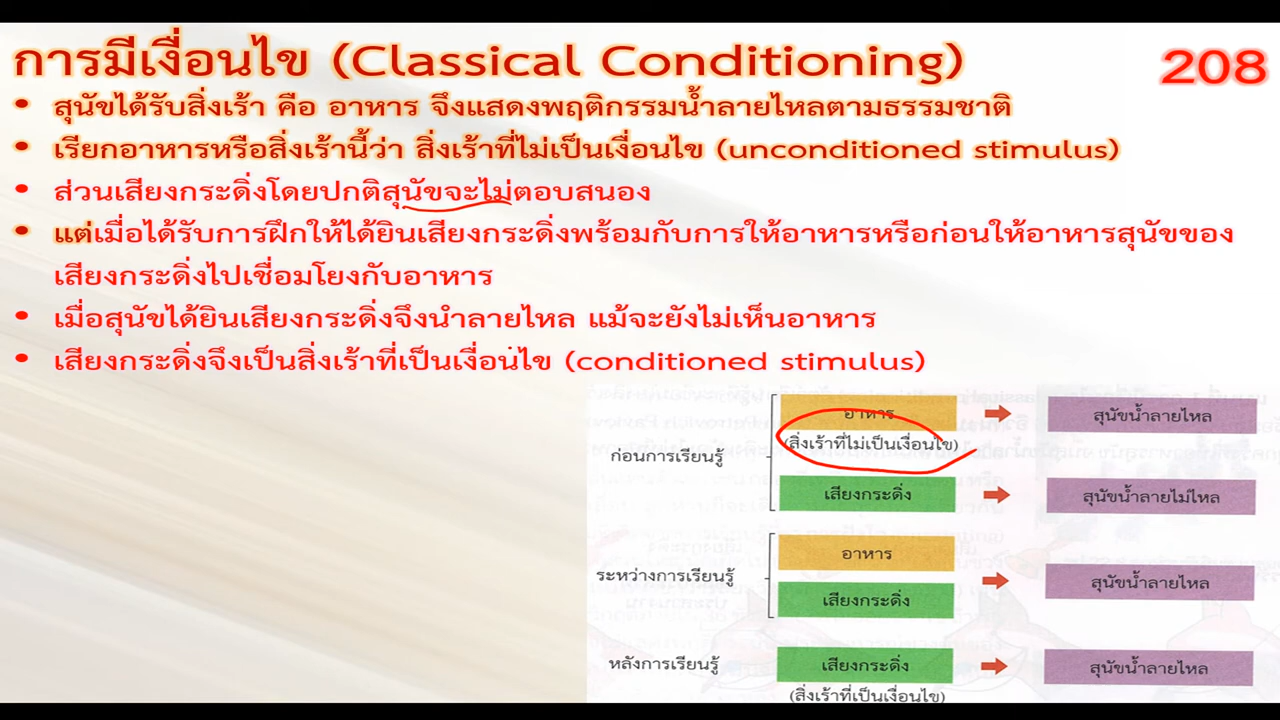 การมีเงื่อนไข (Classical Conditioning)
208
• สุนัขได้รับสิ่งเร้า คือ อาหาร จึงแสดงพฤติกรรมน้ำลายไหลตามธรรมชาติ
• เรียกอาหารหรือสิ่งเร้านี้ว่า สิ่งเร้าที่ไม่เป็นเงื่อนไข (unconditioned stimulus)
• ส่วนเสียงกระดิ่งโดยปกติสุนัขจะไม่ตอบสนอง
• แต่เมื่อได้รับการฝึกให้ได้ยินเสียงกระดิ่งพร้อมกับการให้อาหารหรือก่อนให้อาหารสุนัขของ
เสียงกระดิ่งไปเชื่อมโยงกับอาหาร
• เมื่อสุนัขได้ยินเสียงกระดิ่งจึงนำลายไหล แม้จะยังไม่เห็นอาหาร
• เสียงกระดิ่งจึงเป็นสิ่งเร้าที่เป็นเงื่อนไข (conditioned stimulus)
ก่อนการเรียนรู้
อาหาร
สุนัขน้ำลายไหล
(สิ่งเร้าที่ไม่เป็นเงื่อนไข)
เสียงกระดิ่ง
สุนัขน้ำลายไม่ไหล
ระหว่างการเรียนรู้
อาหาร
เสียงกระดิ่ง
สุนัขน้ำลายไหล
หลังการเรียนรู้
เสียงกระดิ่ง
สุนัขน้ำลายไหล
(สิ่งเร้าที่เป็นเงื่อนไข)